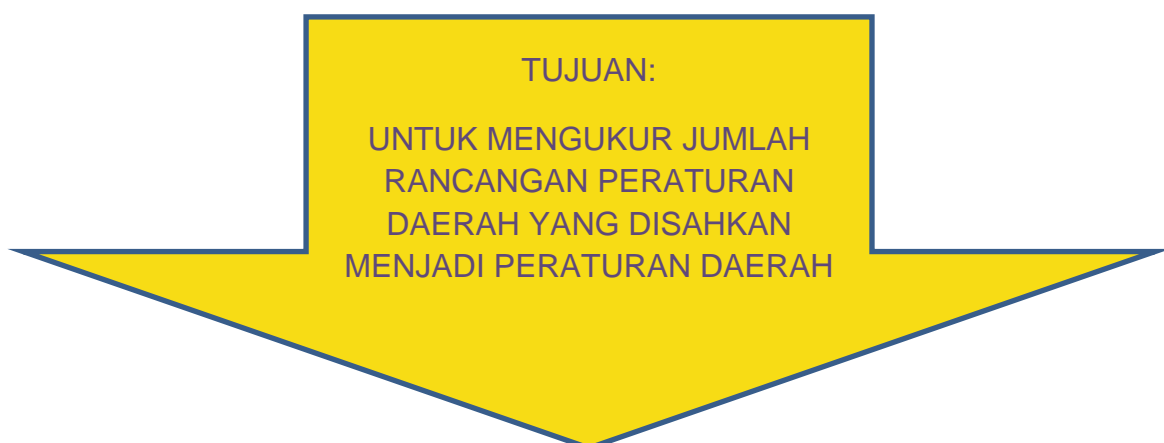 TUJUAN:
UNTUK MENGUKUR JUMLAH
RANCANGAN PERATURAN
DAERAH YANG DISAHKAN
MENJADI PERATURAN DAERAH